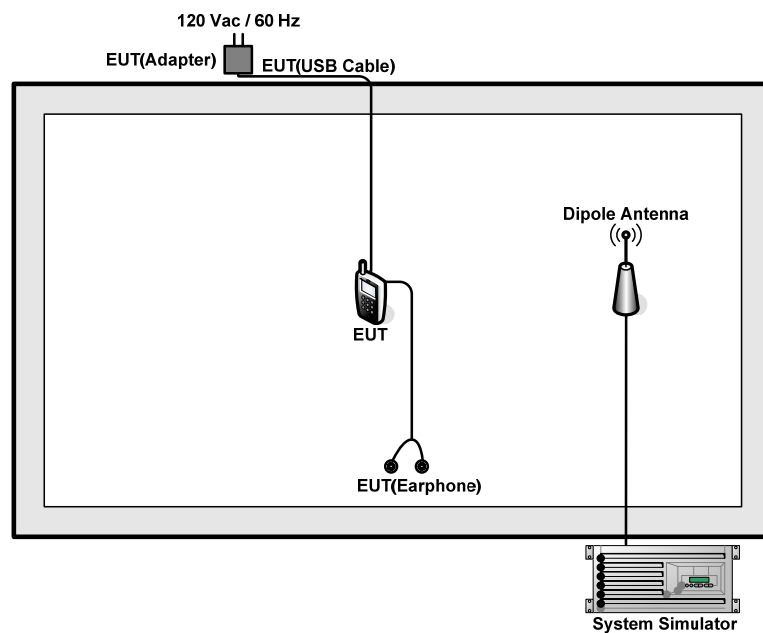 120 Vac / 60 Hz
EUT(Adapter)
EUT(USB Cable)
Dipole Antenna
EUT
EUT(Earphone)
System Simulator